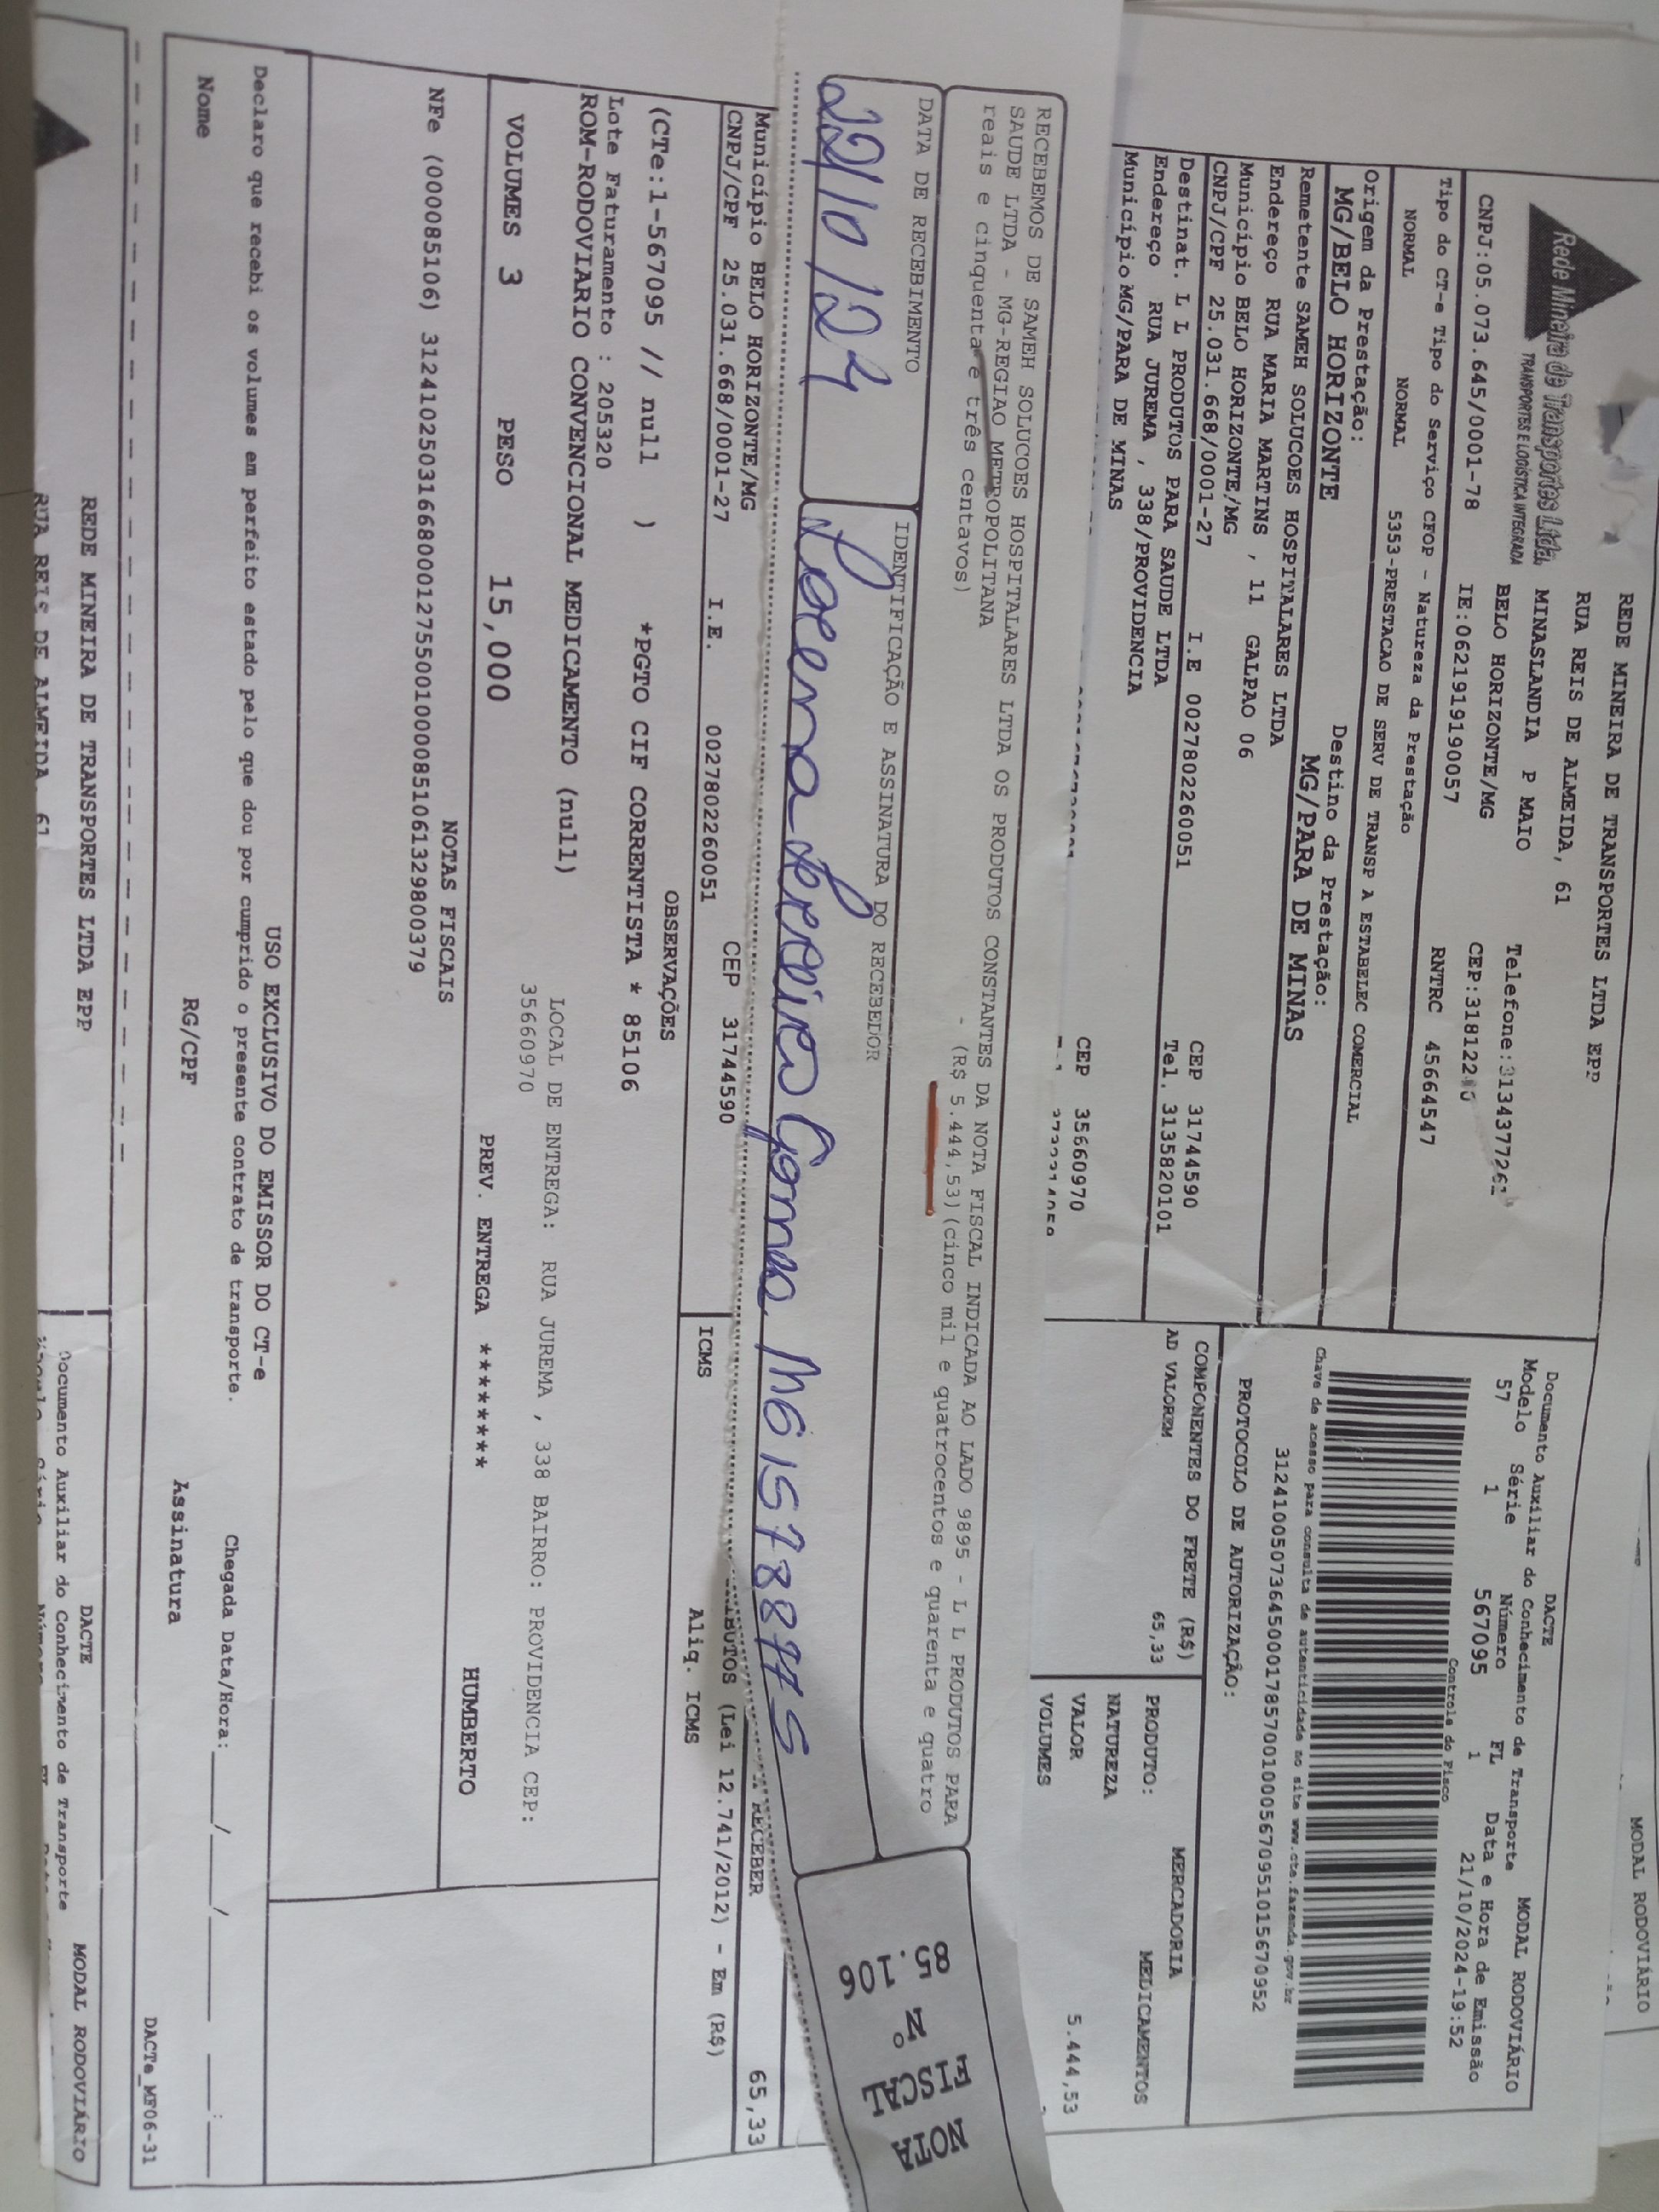 MODAL RODOVIÁRIO
REDE MINEIRA DE TRANSPORTES LTDA EPP
RUA REIS DE ALMEIDA, 61
MINASLANDIA P MAIO
Telefone:3134377261
BELO HORIZONTE/MG
Rede Mineira de Transportes Ltda.
TRANSPORTES E LOGÍSTICA INTEGRADA
CNPJ:05.073.645/0001-78 IE:0621919190057
RNTRC 45664547
Tipo do CT-e Tipo do Serviço CFOP - Natureza da Prestação
NORMAL NORMAL 5353-PRESTACAO DE SERV DE TRANSP A ESTABELEC COMERCIAL
Origem da Prestação: Destino da Prestação:
MG/BELO HORIZONTE MG/PARA DE MINAS
Remetente SAMEH SOLUCOES HOSPITALARES LTDA
Endereço RUA MARIA MARTINS , 11 GALPAO 06
Município BELO HORIZONTE/MG CEP 31744590
CNPJ/CPF 25.031.668/0001-27 I.E 0027802260051 Tel. 3135820101
Destinat. L L PRODUTOS PARA SAUDE LTDA
Endereço RUA JUREMA , 338/PROVIDENCIA
Município MG/PARA DE MINAS CEP 35660970
DACTE MODAL RODOVIÁRIO
Documento Auxiliar do Conhecimento de Transporte
Modelo Série Número FL Data e Hora de Emissão
57 1 567095 1 21/10/2024-19:52
Controle do Fisco
Chave de acesso para consulta de autenticidade no site www.cte.fazenda.gov.br
31241005073645000178570010005670951015670952
PROTOCOLO DE AUTORIZAÇÃO:
COMPONENTES DO FRETE (R$)
AD VALOREM 65,33
PRODUTO: MERCADORIA
NATUREZA MEDICAMENTOS
VALOR 5.444,53
VOLUMES
RECEBEMOS DE SAMEH SOLUCOES HOSPITALARES LTDA OS PRODUTOS CONSTANTES DA NOTA FISCAL INDICADA AO LADO 9895 - L L PRODUTOS PARA
SAUDE LTDA - MG-REGIAO METROPOLITANA - (R$ 5.444,53)(cinco mil e quatrocentos e quarenta e quatro
reais e cinquenta e três centavos)
DATA DE RECEBIMENTO IDENTIFICAÇÃO E ASSINATURA DO RECEBEDOR
22/10/24
NOTA
FISCAL
Nº
85.106
Município BELO HORIZONTE/MG CEP 31744590
CNPJ/CPF 25.031.668/0001-27 I.E. 0027802260051
RECEBER 65,33
(Lei 12.741/2012) - Em (R$)
ICMS Aliq. ICMS
OBSERVAÇÕES
(CTe:1-567095 // null ) *PGTO CIF CORRENTISTA * 85106
Lote Faturamento : 205320
ROM-RODOVIARIO CONVENCIONAL MEDICAMENTO (null)
LOCAL DE ENTREGA: RUA JUREMA , 338 BAIRRO: PROVIDENCIA CEP:
35660970
VOLUMES 3 PESO 15,000 PREV. ENTREGA ******** HUMBERTO
NOTAS FISCAIS
NFe (000085106) 31241025031668000127550010000851061329800379
USO EXCLUSIVO DO EMISSOR DO CT-e
Declaro que recebi os volumes em perfeito estado pelo que dou por cumprido o presente contrato de transporte.
Chegada Data/Hora:____/____/____ ___:___
Nome RG/CPF Assinatura
DACTe_MF06-31
REDE MINEIRA DE TRANSPORTES LTDA EPP
RUA REIS DE ALMEIDA, 61
DACTE MODAL RODOVIÁRIO
Documento Auxiliar do Conhecimento de Transporte